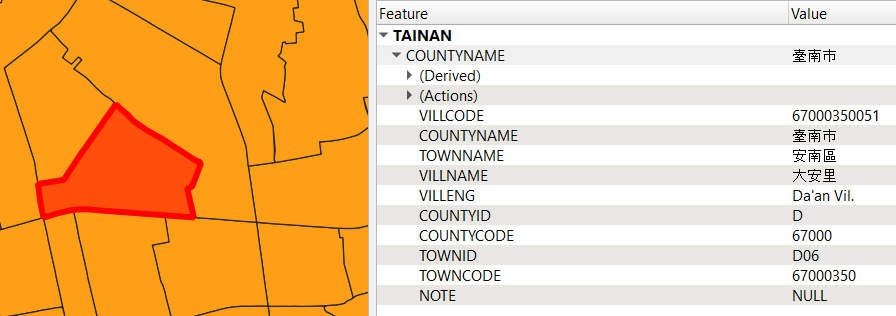 Feature Value
TAINAN
COUNTYNAME 臺南市
(Derived)
(Actions)
VILLCODE 67000350051
COUNTYNAME 臺南市
TOWNNAME 安南區
VILLNAME 大安里
VILLENG Da'an Vil.
COUNTYID D
COUNTYCODE 67000
TOWNID D06
TOWNCODE 67000350
NOTE NULL